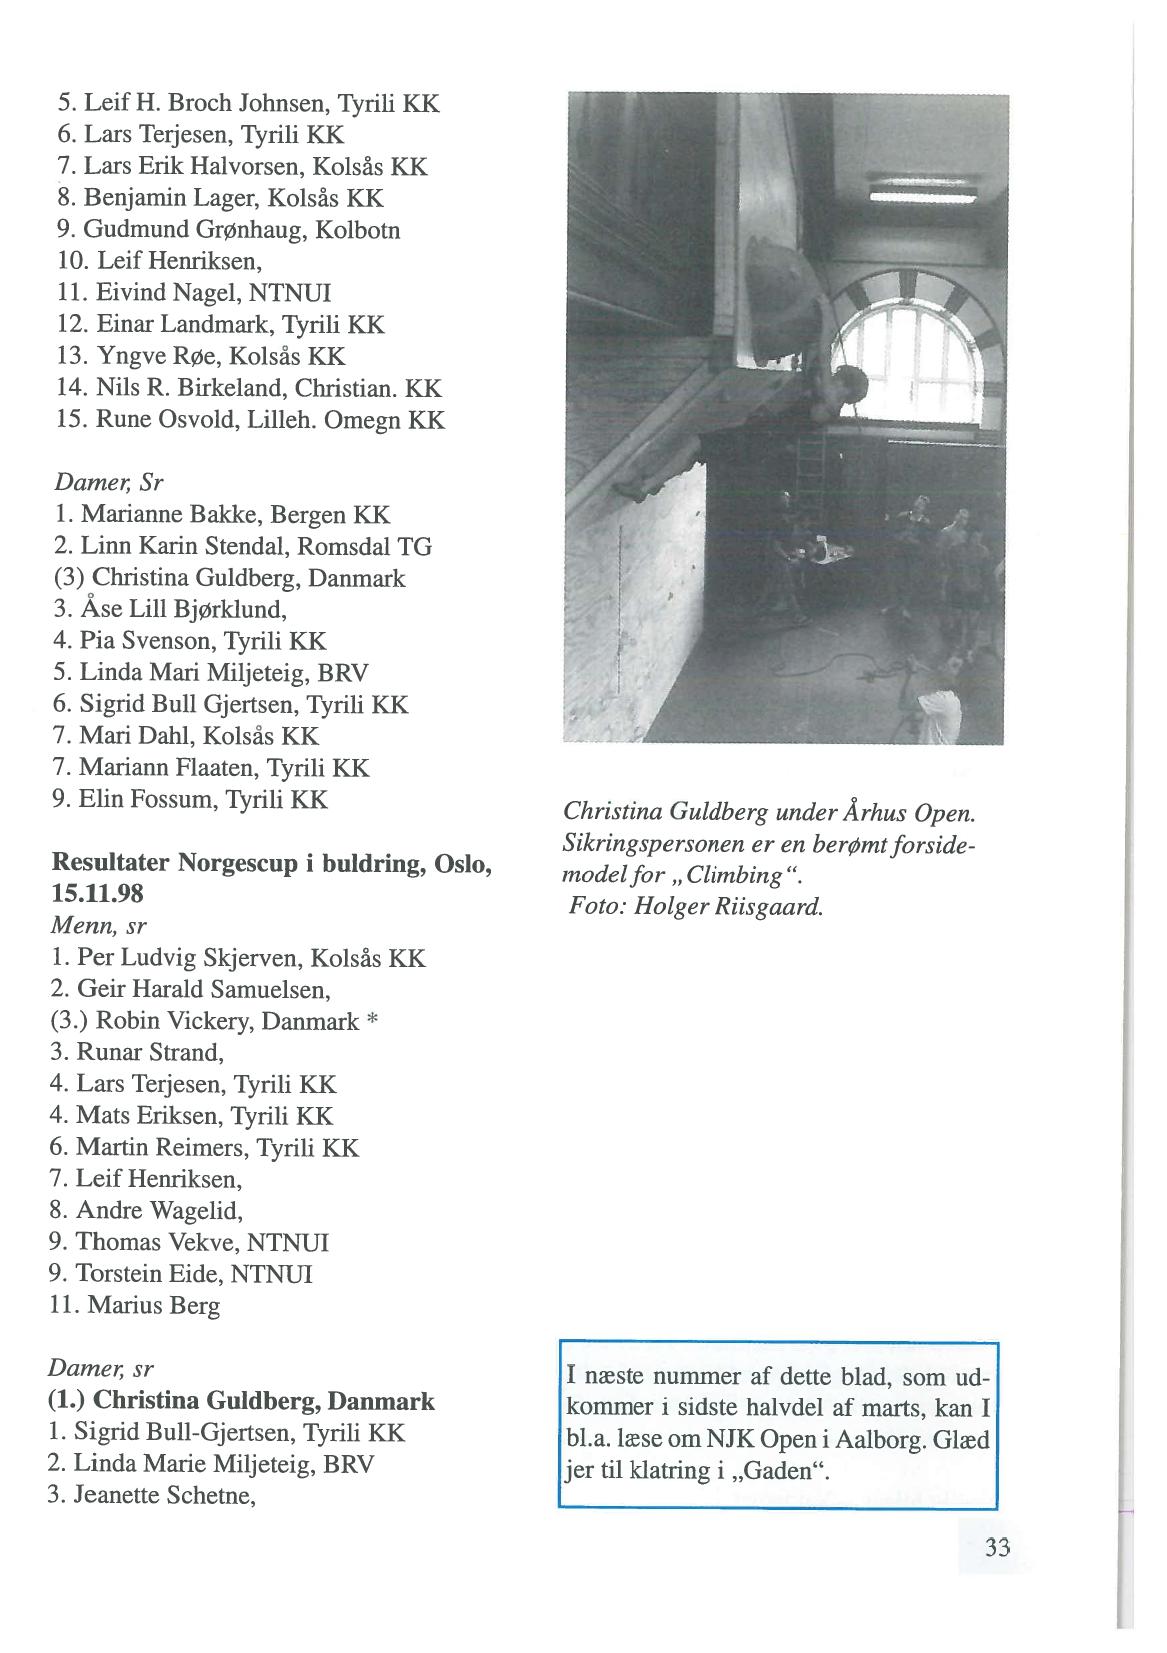 5. Leif H. Broch Johnsen, Tyrili KK
6. Lars Terjesen, Tyrili KK
7. Lars Erik Halvorsen, Kolsås KK
8. Benjamin Lager, Kolsås KK
9. Gudmund Grønhaug, Kolbotn
10. Leif Henriksen,
11. Eivind Nagel, NTNUI
12. Einar Landmark, Tyrili KK
13. Yngve Røe, Kolsås KK
14. Nils R. Birkeland, Christian. KK
15. Rune Osvold, Lilleh. Omegn KK
Damer, Sr
1. Marianne Bakke, Bergen KK
2. Linn Karin Stendal, Romsdal TG
(3) Christina Guldberg, Danmark
3. Åse Lill Bjørklund,
4. Pia Svenson, Tyrili KK
5. Linda Mari Miljeteig, BRV
6. Sigrid Bull Gjertsen, Tyrili KK
7. Mari Dahl, Kolsås KK
7. Mariann Flaaten, Tyrili KK
9. Elin Fossum, Tyrili KK
Resultater Norgescup i buldring, Oslo,
15.11.98
Menn, sr
1. Per Ludvig Skjerven, Kolsås KK
2. Geir Harald Samuelsen,
(3.) Robin Vickery, Danmark *
3. Runar Strand,
4. Lars Terjesen, Tyrili KK
4. Mats Eriksen, Tyrili KK
6. Martin Reimers, Tyrili KK
7. Leif Henriksen,
8. Andre Wagelid,
9. Thomas Vekve, NTNUI
9. Torstein Eide, NTNUI
11. Marius Berg
Damer, sr
(1.) Christina Guldberg, Danmark
1. Sigrid Bull-Gjertsen, Tyrili KK
2. Linda Marie Miljeteig, BRV
3. Jeanette Schetne,
Christina Guldberg under Århus Open.
Sikringspersonen er en berømt forside-
model for „Climbing“.
Foto: Holger Riisgaard.
I næste nummer af dette blad, som ud-
kommer i sidste halvdel af marts, kan I
bl.a. læse om NJK Open i Aalborg. Glæd
jer til klatring i „Gaden“.
33